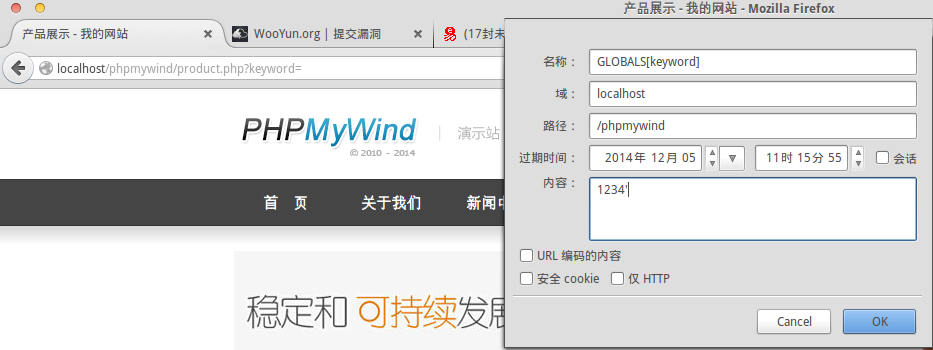 产品展示 - 我的网站 - Mozilla Firefox
产品展示 - 我的网站
WooYun.org | 提交漏洞
(17封未
localhost/phpmywind/product.php?keyword=
PHPMyWind
演示站
© 2010 - 2014
首 页
关于我们
新闻中
稳定和 可持续发展
名称: GLOBALS[keyword]
域: localhost
路径: /phpmywind
过期时间: 2014年 12月 05 11时 15分 55 会话
内容: 1234'
URL 编码的内容
安全 cookie 仅 HTTP
Cancel OK